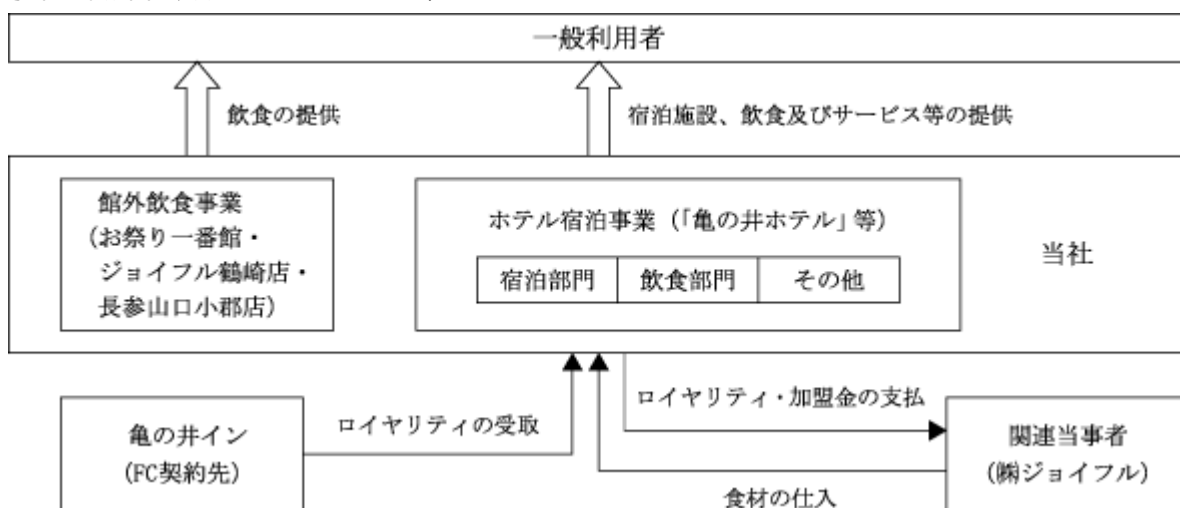 一般利用者
飲食の提供
宿泊施設、飲食及びサービス等の提供
館外飲食事業
(お祭り一番館・
ジョイフル鶴崎店・
長参山口小郡店)
ホテル宿泊事業(「亀の井ホテル」等)
宿泊部門
飲食部門
その他
当社
ロイヤリティ・加盟金の支払
亀の井イン
(FC契約先)
ロイヤリティの受取
関連当事者
(㈱ジョイフル)
食材の仕入